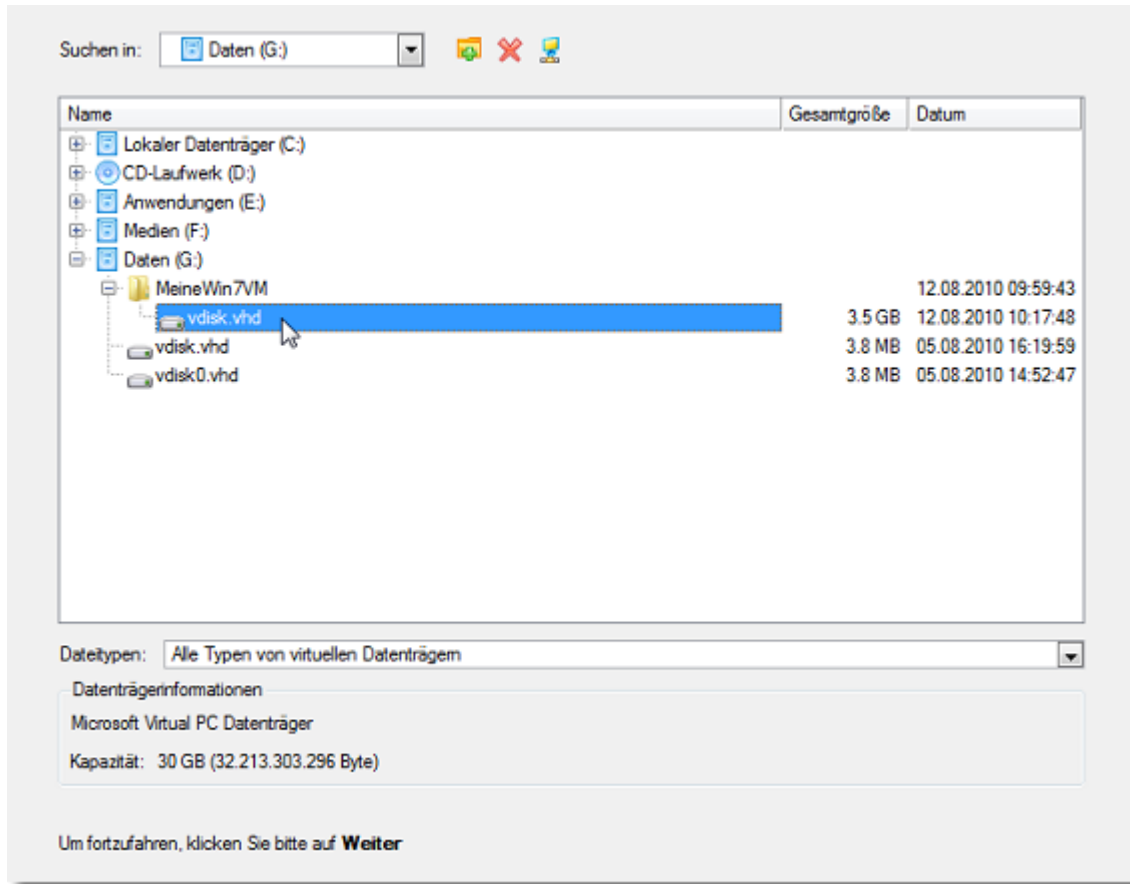 Suchen in: Daten (G:)
Name Gesamtgröße Datum
Lokaler Datenträger (C:)
CD-Laufwerk (D:)
Anwendungen (E:)
Medien (F:)
Daten (G:)
MeineWin7VM 12.08.2010 09:59:43
vdisk.vhd 3.5 GB 12.08.2010 10:17:48
vdisk.vhd 3.8 MB 05.08.2010 16:19:59
vdisk0.vhd 3.8 MB 05.08.2010 14:52:47
Dateitypen: Alle Typen von virtuellen Datenträgern
Datenträgerinformationen
Microsoft Virtual PC Datenträger
Kapazität: 30 GB (32.213.303.296 Byte)
Um fortzufahren, klicken Sie bitte auf Weiter